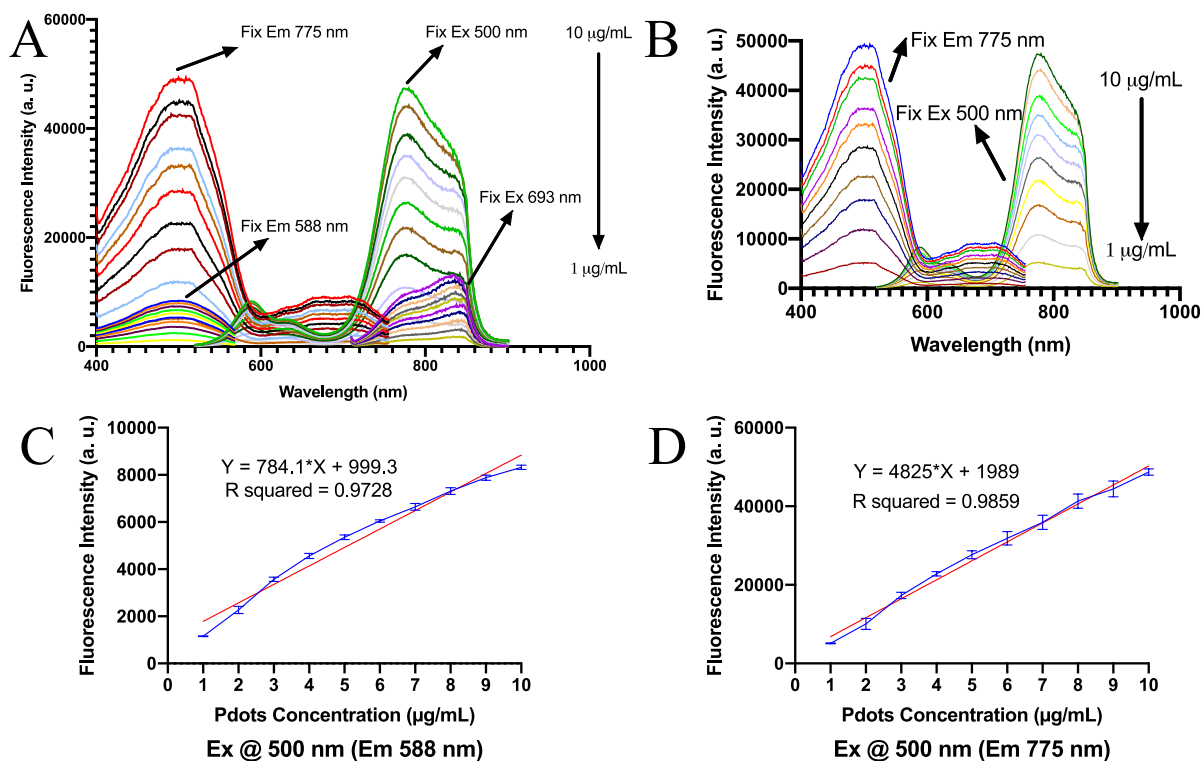 A
Fluorescence Intensity (a. u.)
60000
40000
20000
0
400
600
800
1000
Wavelength (nm)
Fix Em 775 nm
Fix Ex 500 nm
10 µg/mL
Fix Em 588 nm
Fix Ex 693 nm
1 µg/mL
B
Fluorescence Intensity (a. u.)
50000
40000
30000
20000
10000
0
400
600
800
1000
Wavelength (nm)
Fix Em 775 nm
Fix Ex 500 nm
10 µg/mL
1 µg/mL
C
Fluorescence Intensity (a. u.)
10000
8000
6000
4000
2000
0
Y = 784.1*X + 999.3
R squared = 0.9728
0 1 2 3 4 5 6 7 8 9 10
Pdots Concentration (µg/mL)
Ex @ 500 nm (Em 588 nm)
D
Fluorescence Intensity (a. u.)
60000
40000
20000
0
Y = 4825*X + 1989
R squared = 0.9859
0 1 2 3 4 5 6 7 8 9 10
Pdots Concentration (µg/mL)
Ex @ 500 nm (Em 775 nm)